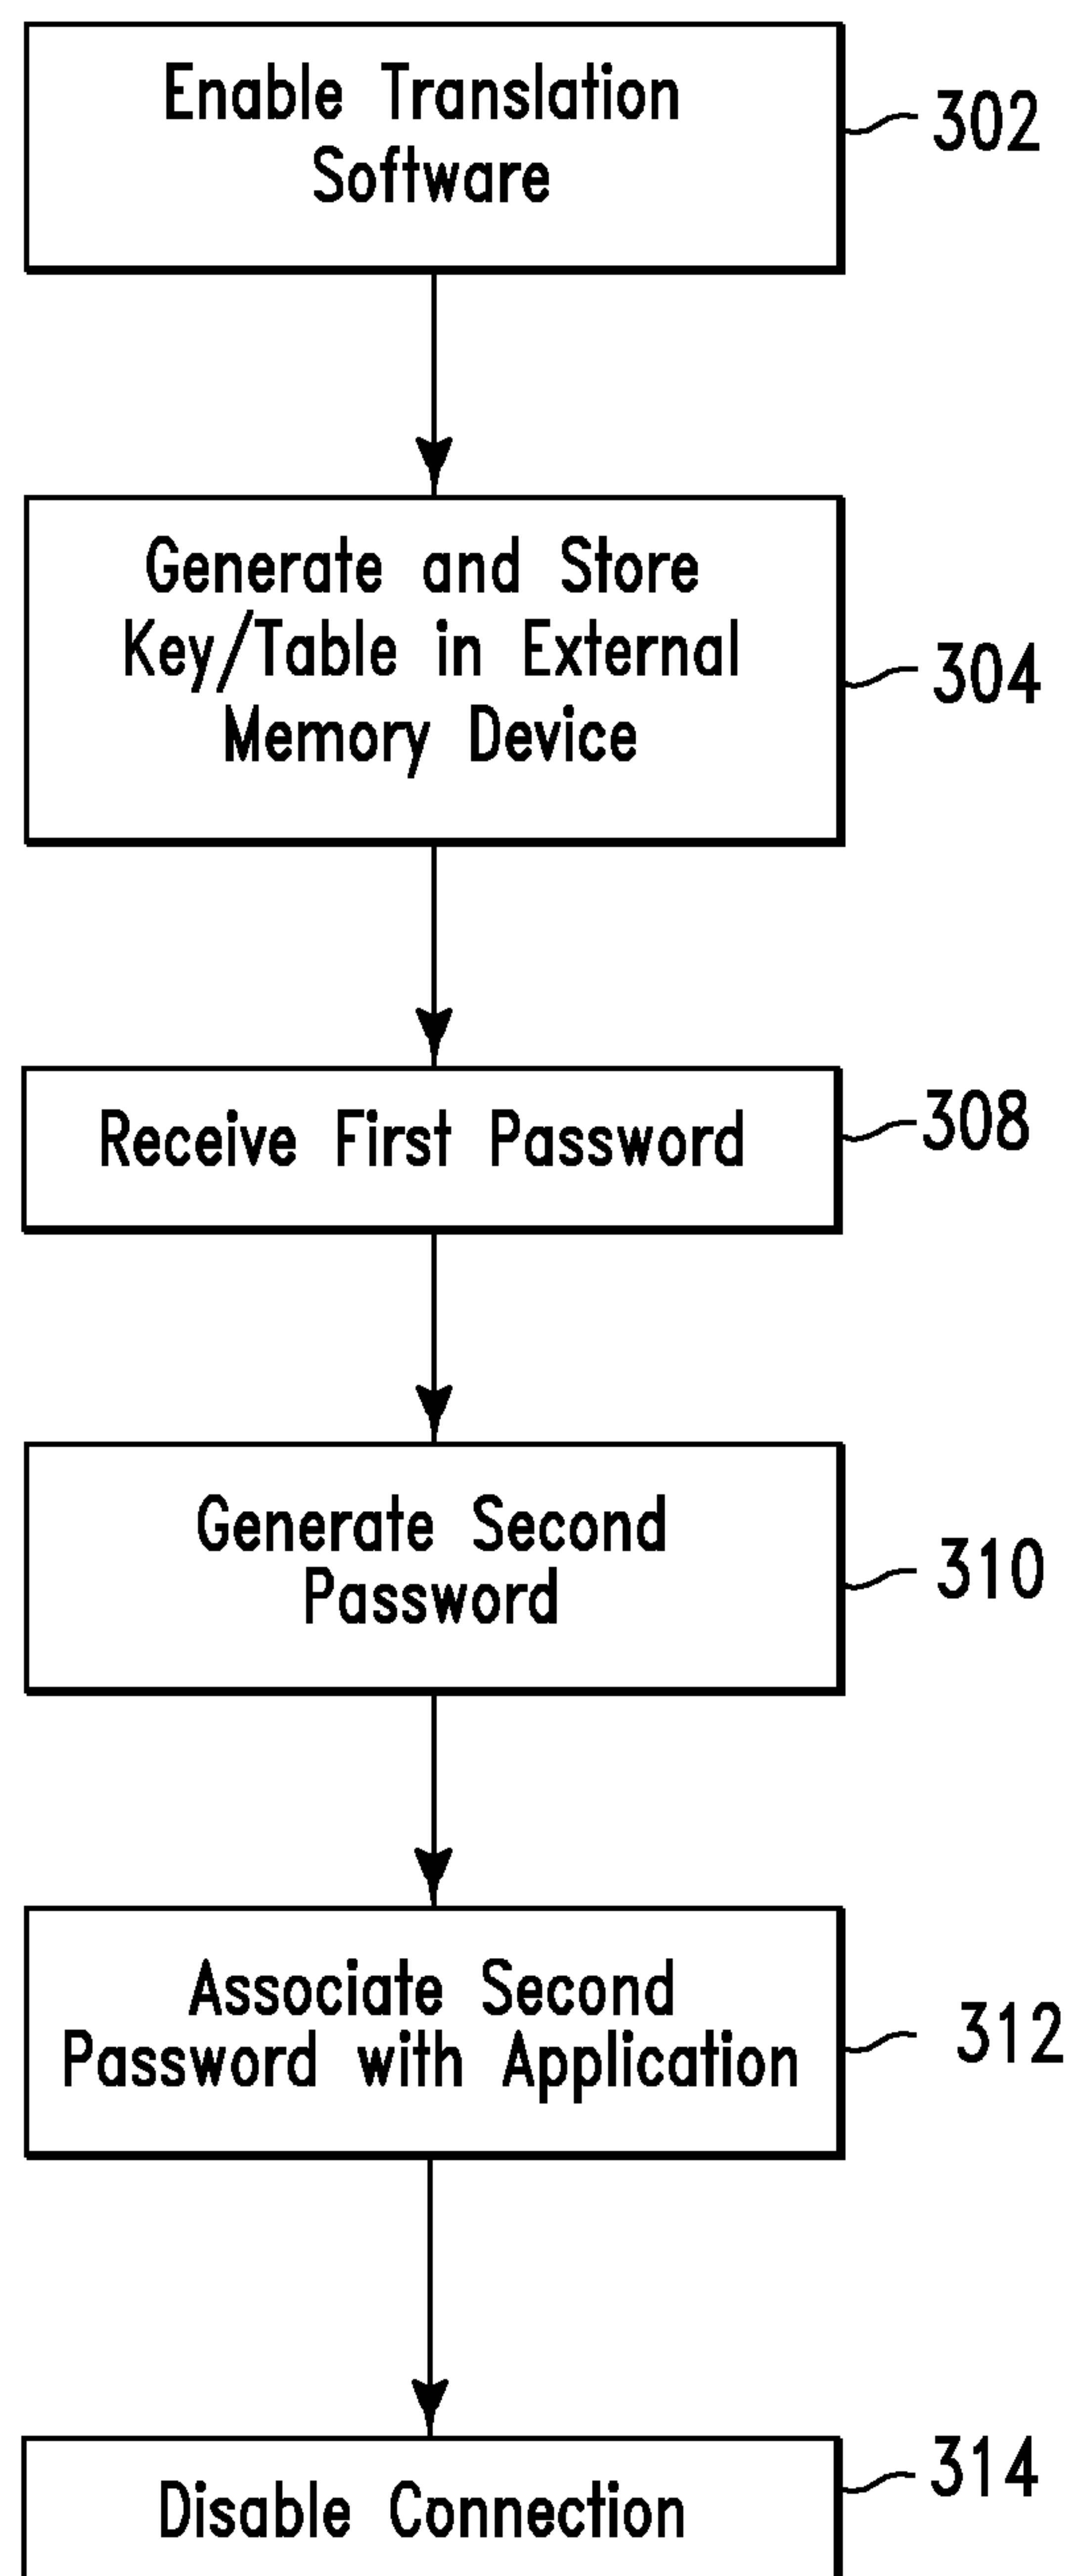 Enable Translation
Software
302
Generate and Store
Key/Table in External
Memory Device
304
Receive First Password
308
Generate Second
Password
310
Associate Second
Password with Application
312
Disable Connection
314